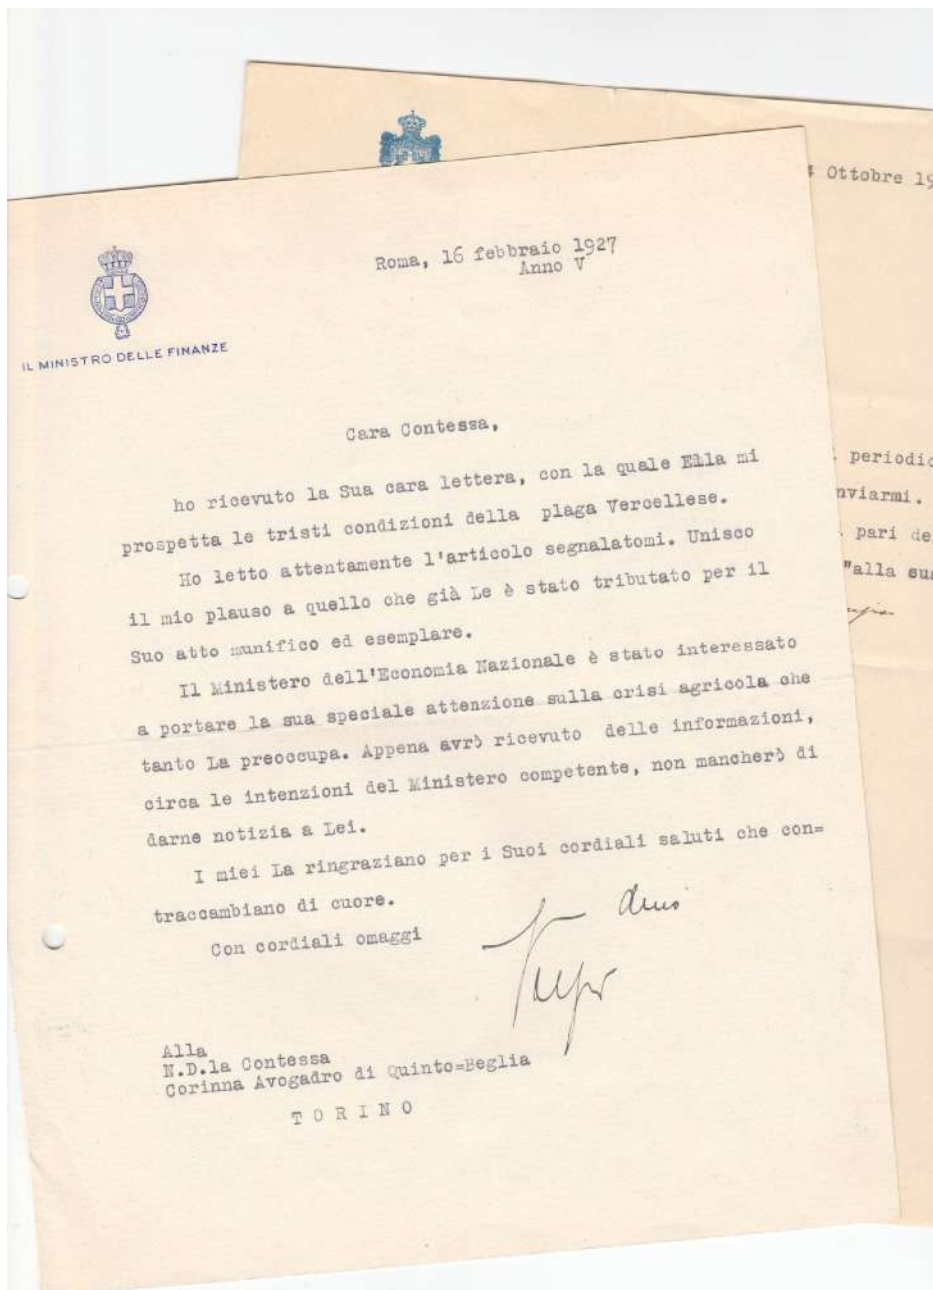 4 Ottobre 19
Roma, 16 febbraio 1927
Anno V
IL MINISTRO DELLE FINANZE
Cara Contessa,
ho ricevuto la Sua cara lettera, con la quale Ella mi
prospetta le tristi condizioni della plaga Vercellese.
Ho letto attentamente l'articolo segnalatomi. Unisco
il mio plauso a quello che già Le è stato tributato per il
Suo atto munifico ed esemplare.
Il Ministero dell'Economia Nazionale è stato interessato
a portare la sua speciale attenzione sulla crisi agricola che
tanto La preoccupa. Appena avrò ricevuto delle informazioni,
circa le intenzioni del Ministero competente, non mancherò di
darne notizia a Lei.
I miei La ringraziano per i Suoi cordiali saluti che con=
traccambiano di cuore.
Con cordiali omaggi
Alla
N.D.la Contessa
Corinna Avogadro di Quinto=Beglia
TORINO
periodic
nviarmi.
pari de
"alla sua